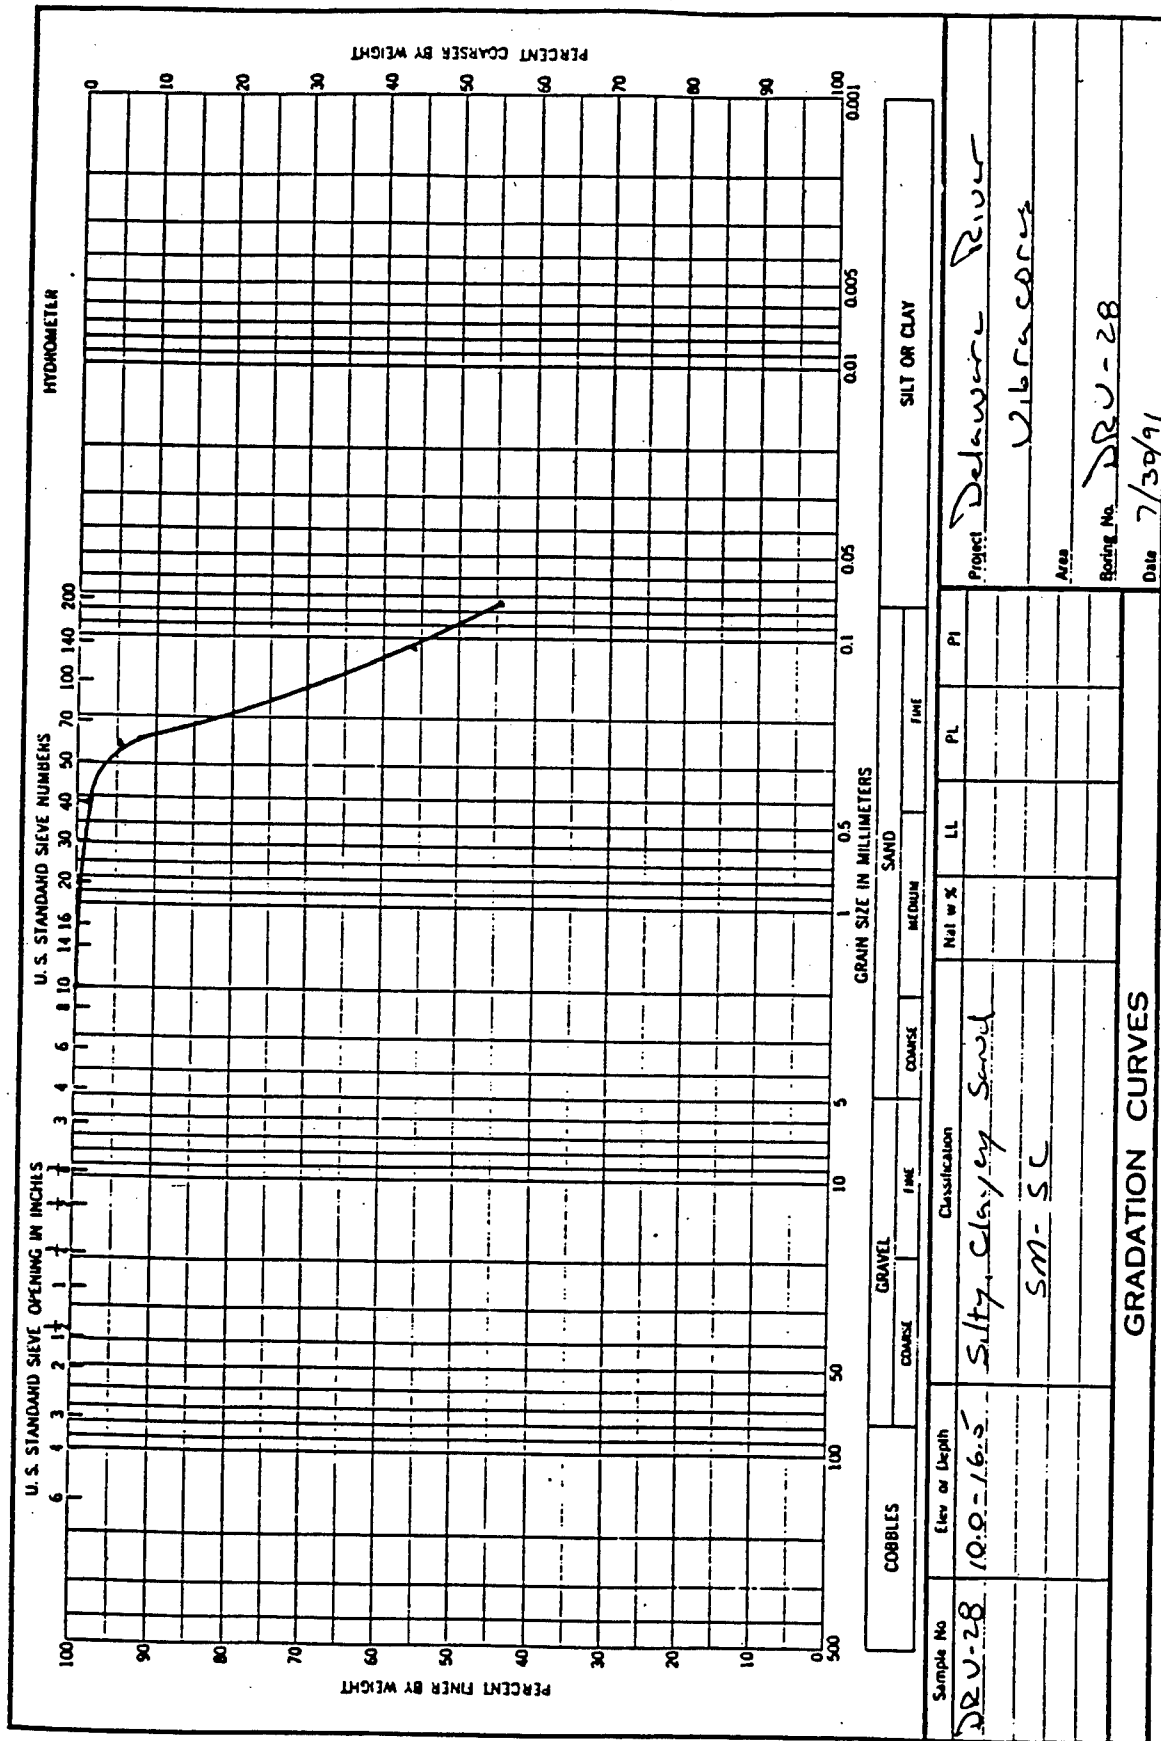 U. S. STANDARD SIEVE OPENING IN INCHES U. S. STANDARD SIEVE NUMBERS HYDROMETER
6 4 3 2 1½ 1 ¾ ½ ⅜ 3 4 6 8 10 14 16 20 30 40 50 70 100 140 200
PERCENT FINER BY WEIGHT
100
90
80
70
60
50
40
30
20
10
0
PERCENT COARSER BY WEIGHT
0
10
20
30
40
50
60
70
80
90
100
500 100 50 10 5 1 0.5 0.1 0.05 0.01 0.005 0.001
GRAIN SIZE IN MILLIMETERS
COBBLES GRAVEL SAND SILT OR CLAY
COARSE FINE COARSE MEDIUM FINE
Sample No Elev or Depth Classification Nat w % LL PL PI
DRV-28 10.0-16.5 Silty, Clayey Sand
SM-SC
Project Delaware River
Vibracores
Area
Boring No. DRV-28
Date 7/30/91
GRADATION CURVES